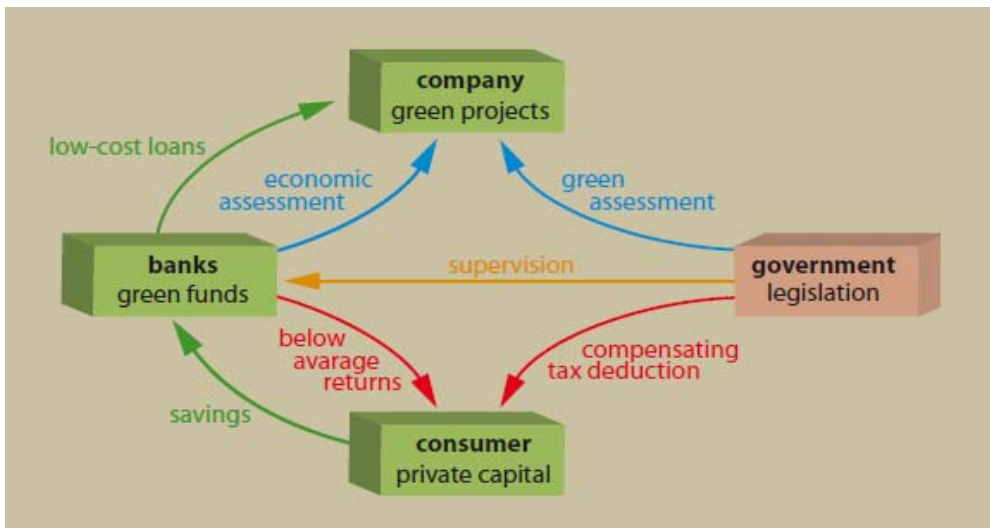 company
green projects
low-cost loans
economic
assessment
green
assessment
banks
green funds
supervision
government
legislation
below
avarage
returns
compensating
tax deduction
savings
consumer
private capital